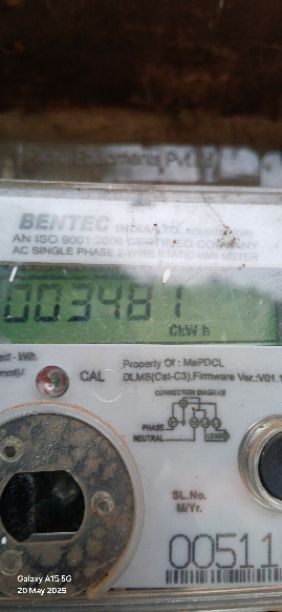 BENTEC INDIA LTD.
AN ISO 9001:2008 CERTIFIED COMPANY
AC SINGLE PHASE 2-WIRE STATIC kWh METER
003481
CkWh
CAL
Property Of : MePDCL
DLMS(Cat-C3),Firmware Ver.:V01.
CONNECTION DIAGRAM
PHASE
NEUTRAL
LOAD
SL.No.
M/Yr.
00511
Galaxy A15 5G
20 May 2025